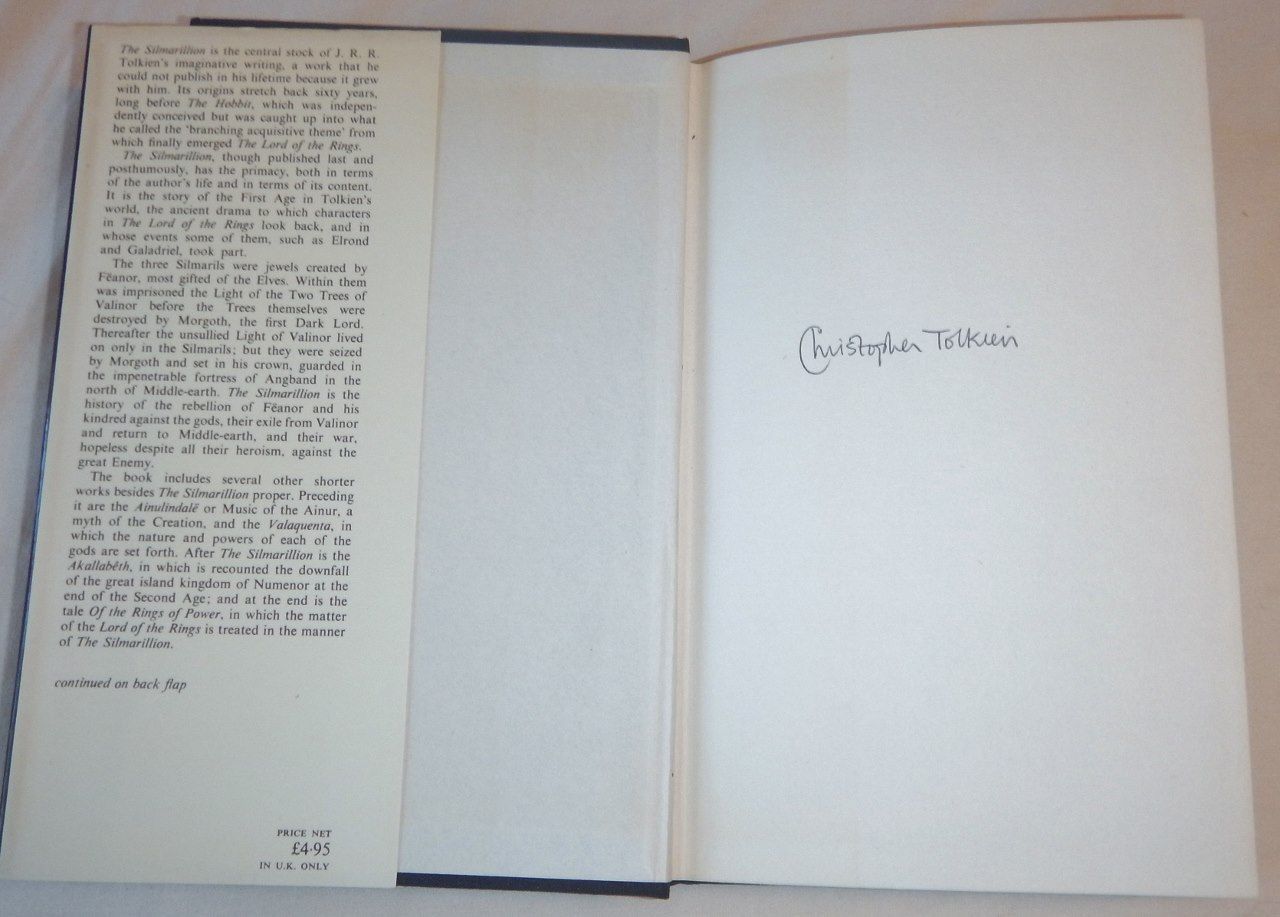 The Silmarillion is the central stock of J. R. R.
Tolkien's imaginative writing, a work that he
could not publish in his lifetime because it grew
with him. Its origins stretch back sixty years,
long before The Hobbit, which was indepen-
dently conceived but was caught up into what
he called the 'branching acquisitive theme' from
which finally emerged The Lord of the Rings.
The Silmarillion, though published last and
posthumously, has the primacy, both in terms
of the author's life and in terms of its content.
It is the story of the First Age in Tolkien's
world, the ancient drama to which characters
in The Lord of the Rings look back, and in
whose events some of them, such as Elrond
and Galadriel, took part.
The three Silmarils were jewels created by
Fëanor, most gifted of the Elves. Within them
was imprisoned the Light of the Two Trees of
Valinor before the Trees themselves were
destroyed by Morgoth, the first Dark Lord.
Thereafter the unsullied Light of Valinor lived
on only in the Silmarils; but they were seized
by Morgoth and set in his crown, guarded in
the impenetrable fortress of Angband in the
north of Middle-earth. The Silmarillion is the
history of the rebellion of Fëanor and his
kindred against the gods, their exile from Valinor
and return to Middle-earth, and their war,
hopeless despite all their heroism, against the
great Enemy.
The book includes several other shorter
works besides The Silmarillion proper. Preceding
it are the Ainulindalë or Music of the Ainur, a
myth of the Creation, and the Valaquenta, in
which the nature and powers of each of the
gods are set forth. After The Silmarillion is the
Akallabêth, in which is recounted the downfall
of the great island kingdom of Numenor at the
end of the Second Age; and at the end is the
tale Of the Rings of Power, in which the matter
of the Lord of the Rings is treated in the manner
of The Silmarillion.
continued on back flap
PRICE NET
£4·95
IN U.K. ONLY
Christopher Tolkien